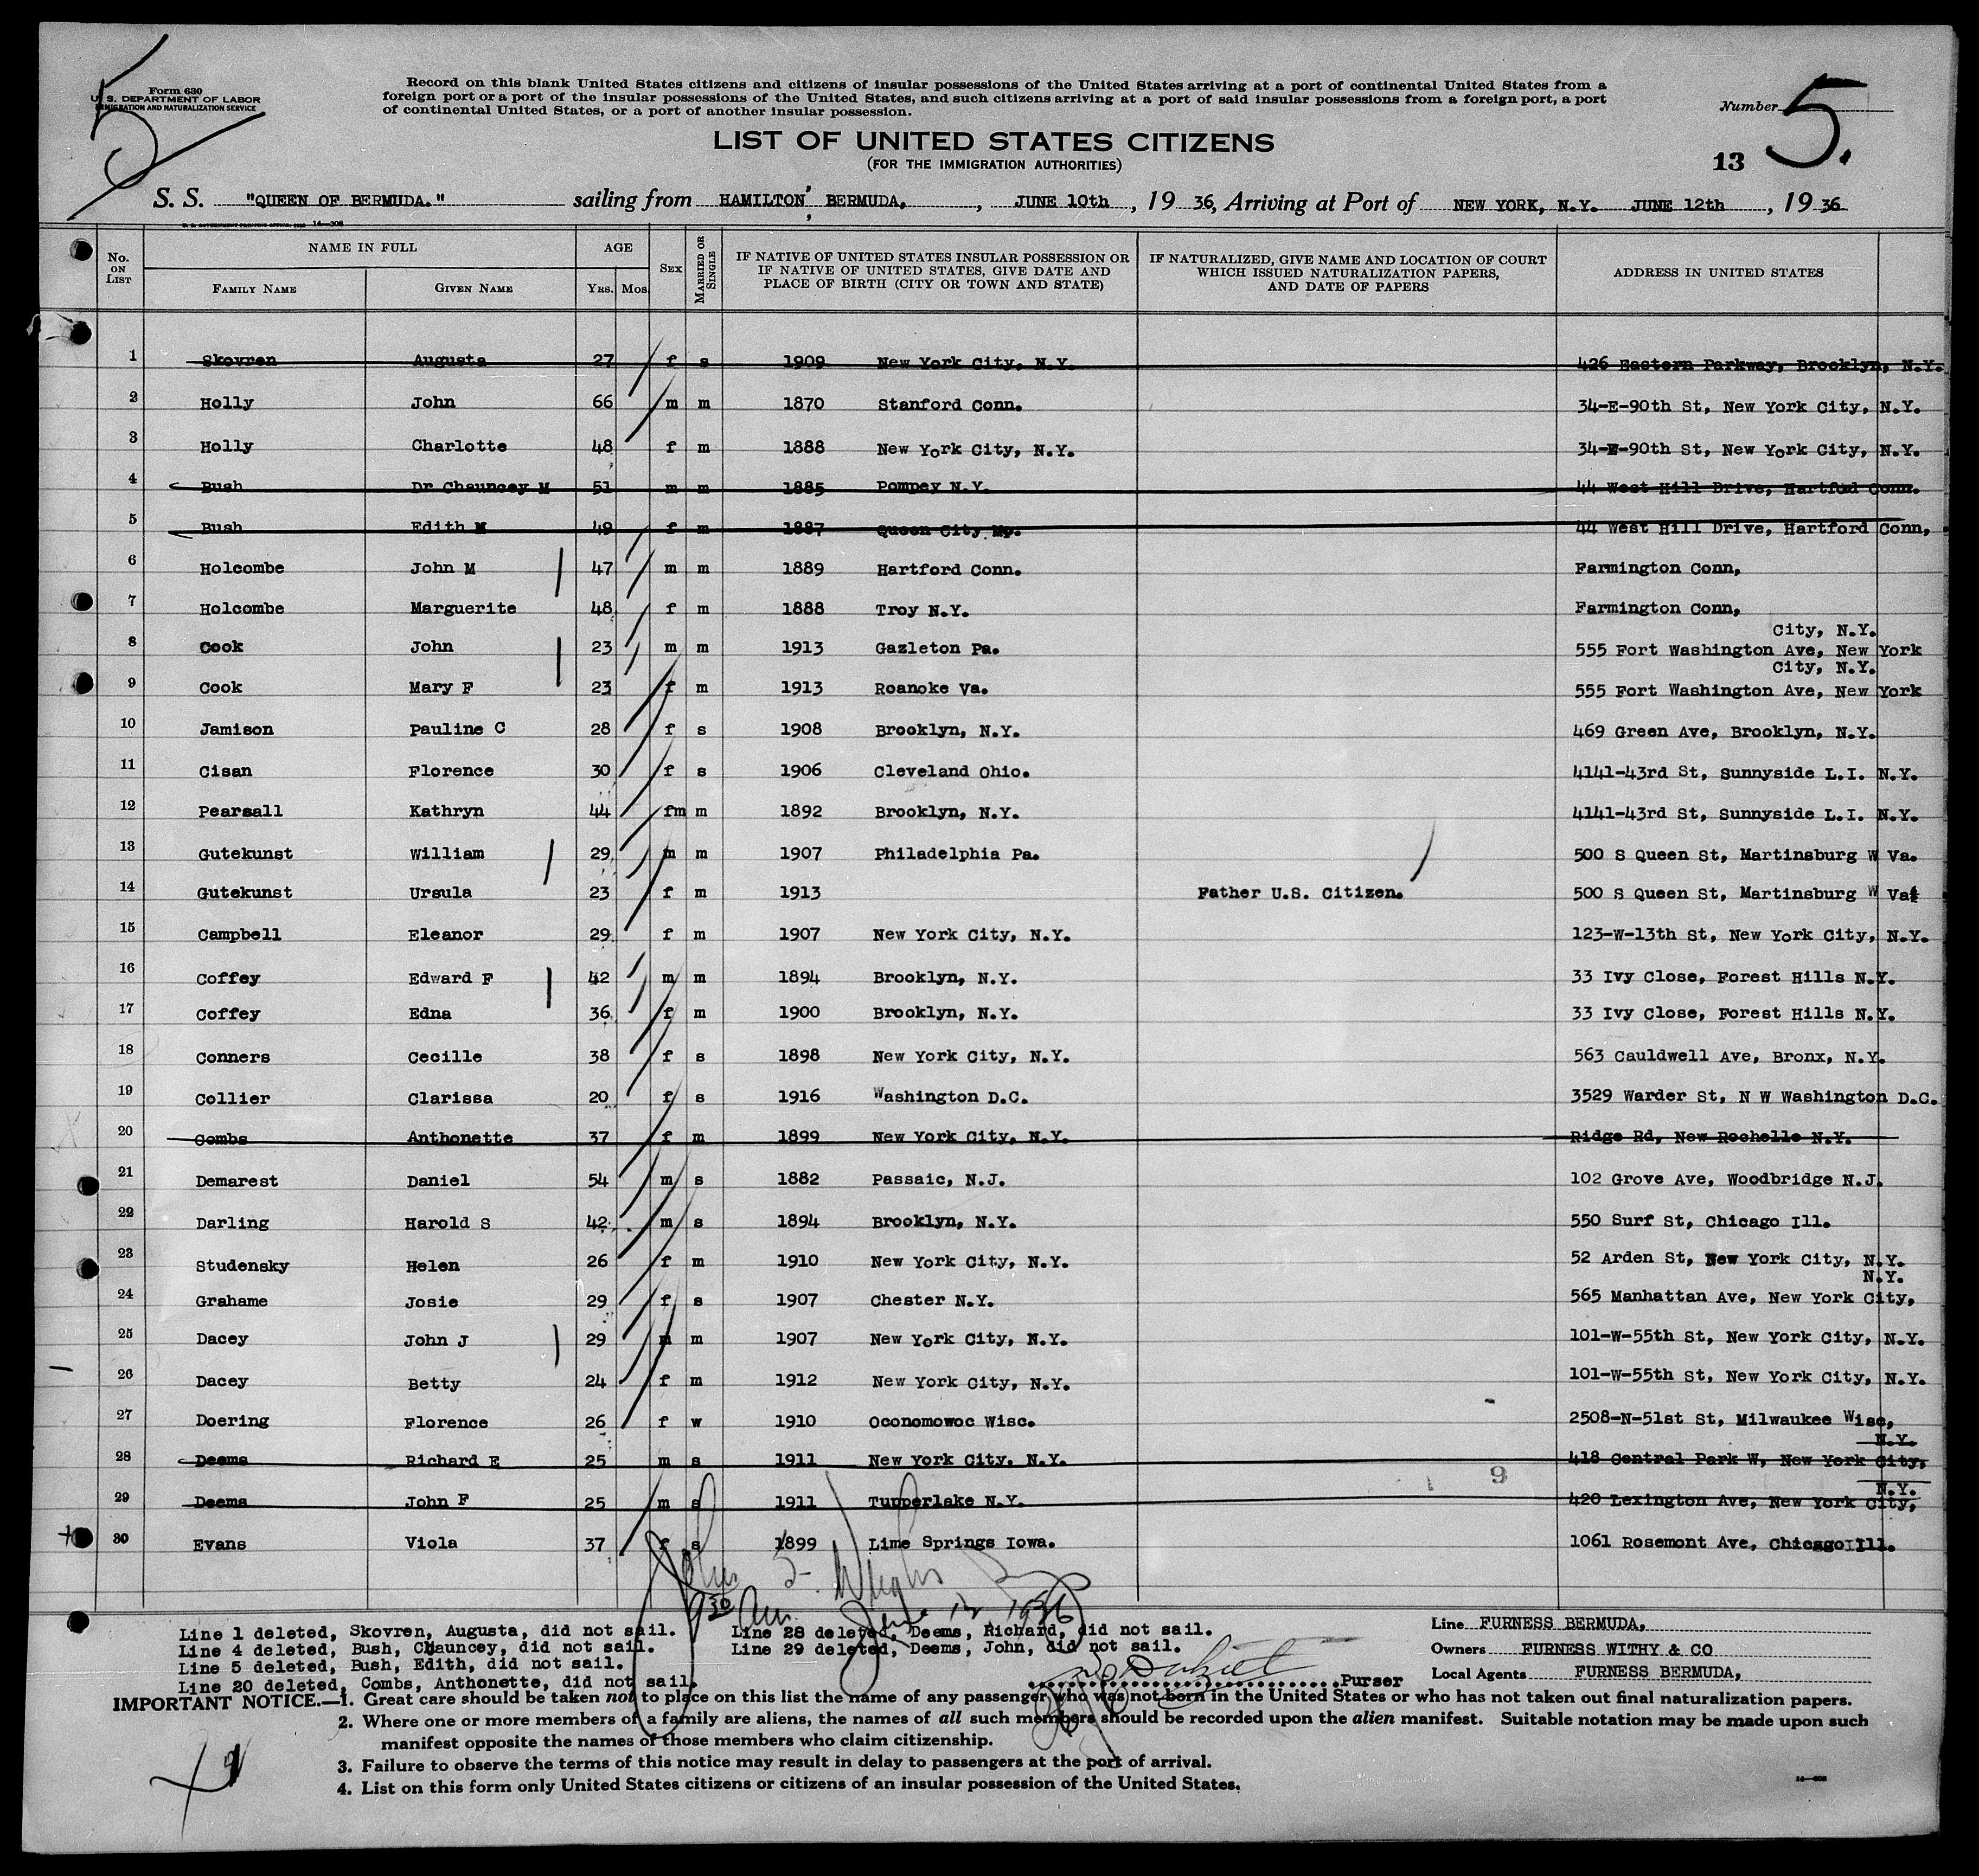 Form 630
U. S. DEPARTMENT OF LABOR
IMMIGRATION AND NATURALIZATION SERVICE
Record on this blank United States citizens and citizens of insular possessions of the United States arriving at a port of continental United States from a
foreign port or a port of the insular possessions of the United States, and such citizens arriving at a port of said insular possessions from a foreign port, a port
of continental United States, or a port of another insular possession.
Number 5.
LIST OF UNITED STATES CITIZENS
(FOR THE IMMIGRATION AUTHORITIES)
13
S. S. "QUEEN OF BERMUDA." sailing from HAMILTON, BERMUDA, , JUNE 10th , 19 36, Arriving at Port of NEW YORK, N.Y. JUNE 12th , 19 36
No. ON LIST NAME IN FULL FAMILY NAME GIVEN NAME AGE YRS. MOS. SEX MARRIED OR SINGLE IF NATIVE OF UNITED STATES INSULAR POSSESSION OR IF NATIVE OF UNITED STATES, GIVE DATE AND PLACE OF BIRTH (CITY OR TOWN AND STATE) IF NATURALIZED, GIVE NAME AND LOCATION OF COURT WHICH ISSUED NATURALIZATION PAPERS, AND DATE OF PAPERS ADDRESS IN UNITED STATES
1 Skovren Augusta 27 f s 1909 New York City, N.Y. 426 Eastern Parkway, Brooklyn, N.Y.
2 Holly John 66 m m 1870 Stanford Conn. 34-E-90th St, New York City, N.Y.
3 Holly Charlotte 48 f m 1888 New York City, N.Y. 34-E-90th St, New York City, N.Y.
4 Bush Dr Chauncey M 51 m m 1885 Pompey N.Y. 44 West Hill Drive, Hartford Conn.
5 Bush Edith M 49 f m 1887 Queen City Mo. 44 West Hill Drive, Hartford Conn,
6 Holcombe John M 47 m m 1889 Hartford Conn. Farmington Conn,
7 Holcombe Marguerite 48 f m 1888 Troy N.Y. Farmington Conn,
8 Cook John 23 m m 1913 Gazleton Pa. 555 Fort Washington Ave, New York City, N.Y.
9 Cook Mary F 23 f m 1913 Roanoke Va. 555 Fort Washington Ave, New York City, N.Y.
10 Jamison Pauline C 28 f s 1908 Brooklyn, N.Y. 469 Green Ave, Brooklyn, N.Y.
11 Cisan Florence 30 f s 1906 Cleveland Ohio. 4141-43rd St, Sunnyside L.I. N.Y.
12 Pearsall Kathryn 44 fm m 1892 Brooklyn, N.Y. 4141-43rd St, Sunnyside L.I. N.Y.
13 Gutekunst William 29 m m 1907 Philadelphia Pa. 500 S Queen St, Martinsburg W Va.
14 Gutekunst Ursula 23 f m 1913 Father U.S. Citizen. 500 S Queen St, Martinsburg W Va
15 Campbell Eleanor 29 f m 1907 New York City, N.Y. 123-W-13th St, New York City, N.Y.
16 Coffey Edward F 42 m m 1894 Brooklyn, N.Y. 33 Ivy Close, Forest Hills N.Y.
17 Coffey Edna 36 f m 1900 Brooklyn, N.Y. 33 Ivy Close, Forest Hills N.Y.
18 Conners Cecille 38 f s 1898 New York City, N.Y. 563 Cauldwell Ave, Bronx, N.Y.
19 Collier Clarissa 20 f s 1916 Washington D.C. 3529 Warder St, N W Washington D.C.
20 Combs Anthonette 37 f m 1899 New York City, N.Y. Ridge Rd, New Rochelle N.Y.
21 Demarest Daniel 54 m s 1882 Passaic, N.J. 102 Grove Ave, Woodbridge N.J.
22 Darling Harold S 42 m s 1894 Brooklyn, N.Y. 550 Surf St, Chicago Ill.
23 Studensky Helen 26 f m 1910 New York City, N.Y. 52 Arden St, New York City, N.Y.
24 Grahame Josie 29 f s 1907 Chester N.Y. 565 Manhattan Ave, New York City, N.Y.
25 Dacey John J 29 m m 1907 New York City, N.Y. 101-W-55th St, New York City, N.Y.
26 Dacey Betty 24 f m 1912 New York City, N.Y. 101-W-55th St, New York City, N.Y.
27 Doering Florence 26 f w 1910 Oconomowoc Wisc. 2508-N-51st St, Milwaukee Wisc,
28 Deems Richard E 25 m s 1911 New York City, N.Y. 418 Central Park W, New York City, N.Y.
9
29 Deems John F 25 m s 1911 Tupperlake N.Y. 420 Lexington Ave, New York City, N.Y.
30 Evans Viola 37 f s 1899 Lime Springs Iowa. 1061 Rosemont Ave, Chicago Ill.
930 am June 12 1936
Line 1 deleted, Skovren, Augusta, did not sail. Line 28 deleted, Deems, Richard, did not sail.
Line 4 deleted, Bush, Chauncey, did not sail. Line 29 deleted, Deems, John, did not sail.
Line 5 deleted, Bush, Edith, did not sail.
Line 20 deleted, Combs, Anthonette, did not sail.
Purser
Line FURNESS BERMUDA,
Owners FURNESS WITHY & CO
Local Agents FURNESS BERMUDA,
IMPORTANT NOTICE.—1. Great care should be taken not to place on this list the name of any passenger who was not born in the United States or who has not taken out final naturalization papers.
2. Where one or more members of a family are aliens, the names of all such members should be recorded upon the alien manifest. Suitable notation may be made upon such
manifest opposite the names of those members who claim citizenship.
3. Failure to observe the terms of this notice may result in delay to passengers at the port of arrival.
4. List on this form only United States citizens or citizens of an insular possession of the United States.